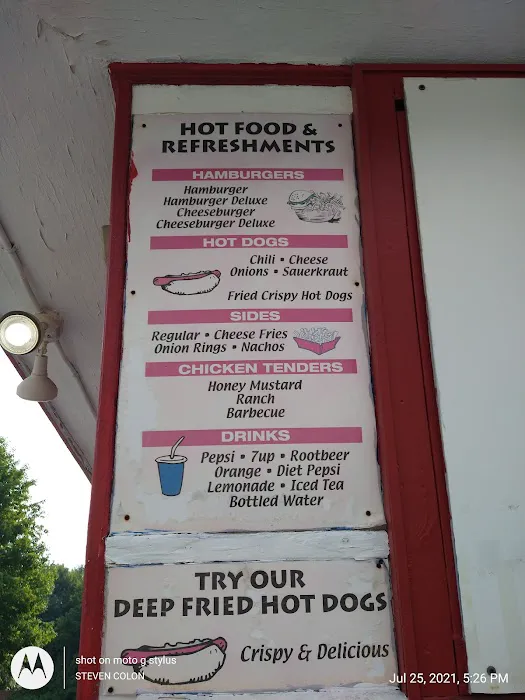 HOT FOOD &
REFRESHMENTS
HAMBURGERS
Hamburger
Hamburger Deluxe
Cheeseburger
Cheeseburger Deluxe
HOT DOGS
Chili • Cheese
Onions • Sauerkraut
Fried Crispy Hot Dogs
SIDES
Regular • Cheese Fries
Onion Rings • Nachos
CHICKEN TENDERS
Honey Mustard
Ranch
Barbecue
DRINKS
Pepsi • 7up • Rootbeer
Orange • Diet Pepsi
Lemonade • Iced Tea
Bottled Water
TRY OUR
DEEP FRIED HOT DOGS
Crispy & Delicious
shot on moto g stylus
STEVEN COLON
Jul 25, 2021, 5:26 PM